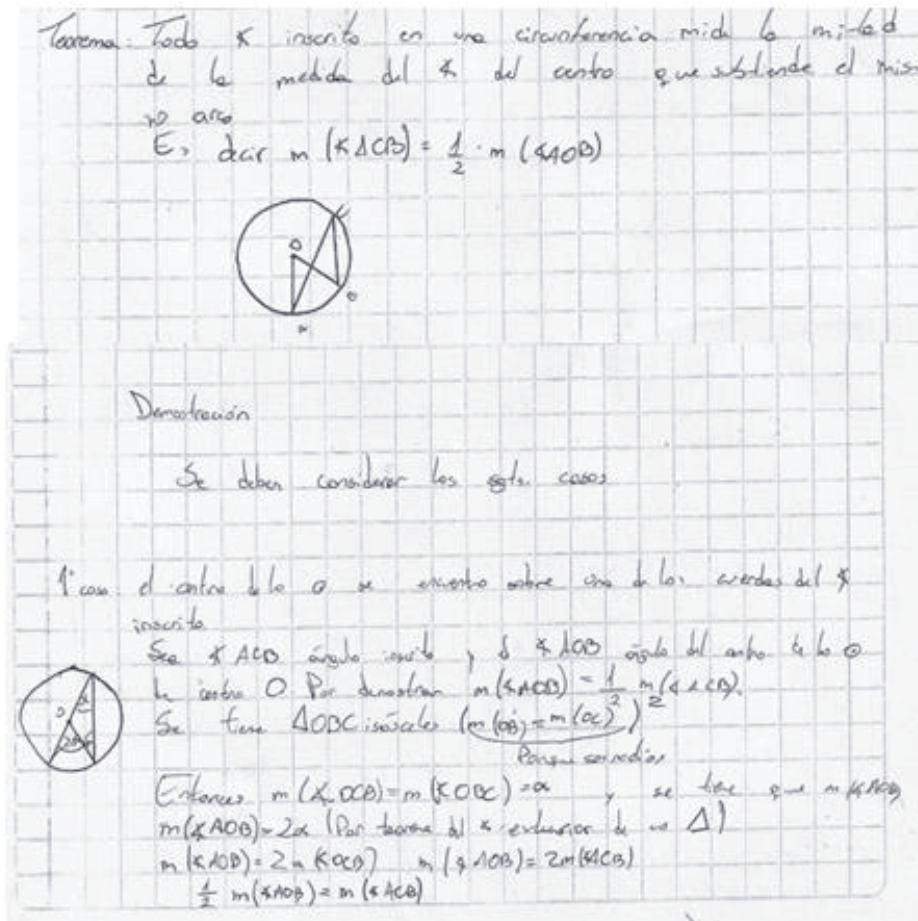 Teorema: Todo ∢ inscrito en una circunferencia mide la mitad
de la medida del ∢ del centro que subtiende el mis
mo arco
Es decir m(∢ACB) = 1/2 · m(∢AOB)
O
C
B
A
Demostración
Se deben considerar los sgts. casos
1° caso: el centro de la ⊙ se encuentra sobre una de las cuerdas del ∢
inscrito
Sea ∢ACB ángulo inscrito y ∢AOB ángulo del centro de la ⊙
de centro O. Por demostrar m(∢AOB) = 1/2 m(∢ACB).
Se tiene ΔOBC isósceles (m(OB) = m(OC))
Porque son radios
Entonces m(∢OCB) = m(∢OBC) = α y se tiene que m(∢AOB)
m(∢AOB) = 2α (Por teorema del ∢ exterior de un Δ)
m(∢AOB) = 2m(∢OCB) m(∢AOB) = 2m(∢ACB)
1/2 m(∢AOB) = m(∢ACB)